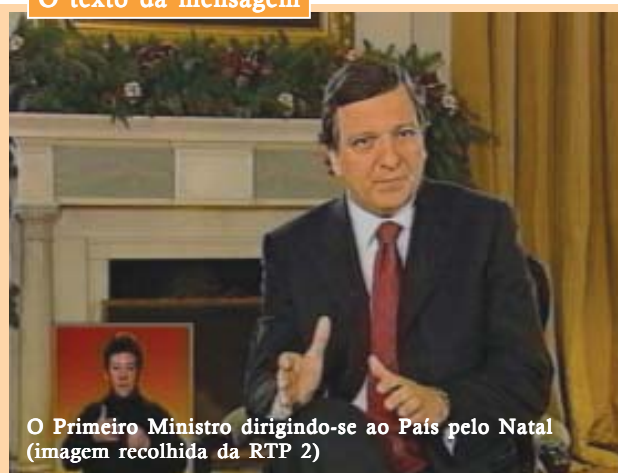 O texto da mensagem
O Primeiro Ministro dirigindo-se ao País pelo Natal
(imagem recolhida da RTP 2)